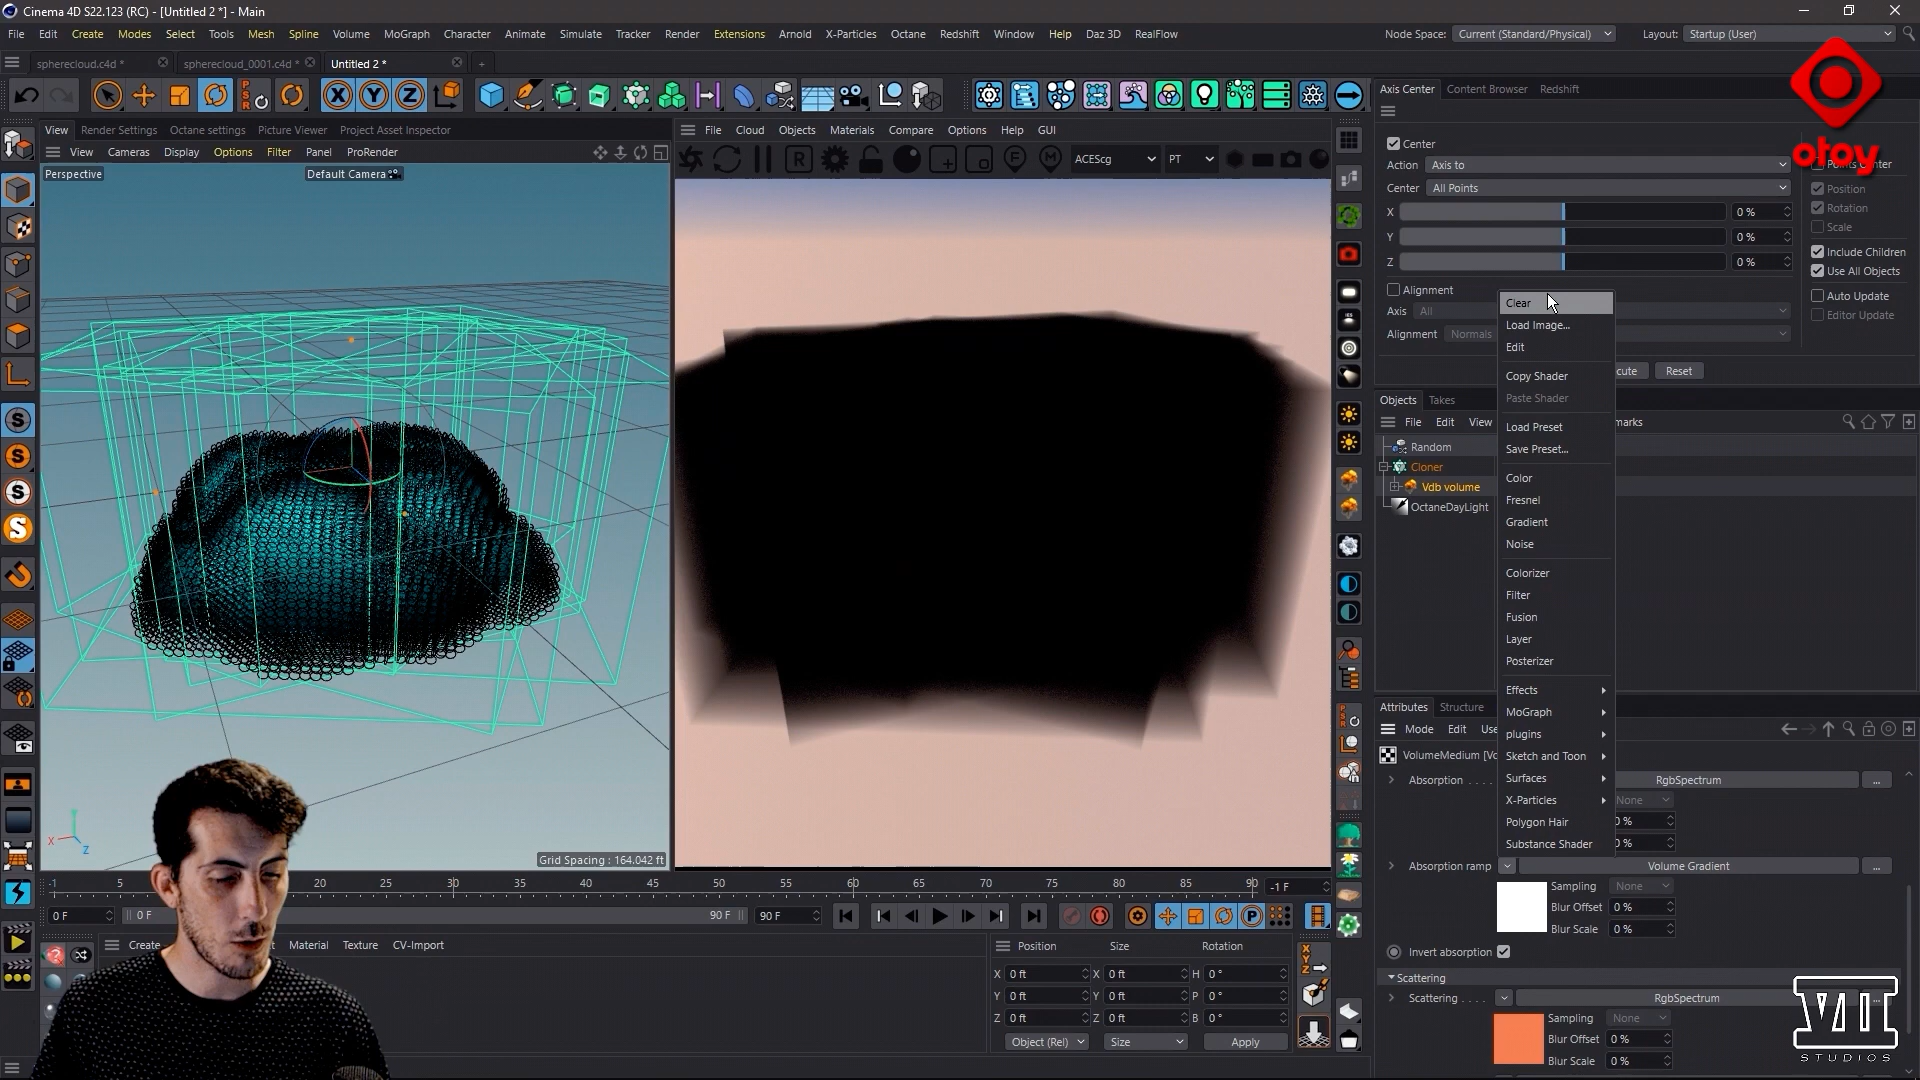 Cinema 4D S22.123 (RC) - [Untitled 2 *] - Main
File Edit Create Modes Select Tools Mesh Spline Volume MoGraph Character Animate Simulate Tracker Render Extensions Arnold X-Particles Octane Redshift Window Help Daz 3D RealFlow
Node Space: Current (Standard/Physical) Layout: Startup (User)
spherecloud.c4d * spherecloud_0001.c4d * Untitled 2 *
View Render Settings Octane settings Picture Viewer Project Asset Inspector
View Cameras Display Options Filter Panel ProRender
Perspective Default Camera
Grid Spacing : 164.042 ft
File Cloud Objects Materials Compare Options Help GUI
ACEScg PT
Axis Center Content Browser Redshift
otoy
Center
Action Axis to
Center All Points
X 0 %
Y 0 %
Z 0 %
Points Center
Position
Rotation
Scale
Include Children
Use All Objects
Auto Update
Editor Update
Alignment
Axis All
Alignment Normals
cute Reset
Clear
Load Image...
Edit
Copy Shader
Paste Shader
Load Preset
Save Preset...
Color
Fresnel
Gradient
Noise
Colorizer
Filter
Fusion
Layer
Posterizer
Effects
MoGraph
plugins
Sketch and Toon
Surfaces
X-Particles
Polygon Hair
Substance Shader
Objects Takes
File Edit View marks
Random
Cloner
Vdb volume
OctaneDayLight
Attributes Structure
Mode Edit Use
VolumeMedium [Vo
Absorption . . . . RgbSpectrum ...
None
0 %
0 %
Absorption ramp Volume Gradient ...
Sampling None
Blur Offset 0 %
Blur Scale 0 %
Invert absorption
Scattering
Scattering . . . . RgbSpectrum ...
Sampling None
Blur Offset 0 %
Blur Scale 0 %
VII
STUDIOS
-1 5 20 25 30 35 40 45 50 55 60 65 70 75 80 85 90 -1 F
0 F 0 F 90 F 90 F
Create Material Texture CV-Import
Position Size Rotation
X 0 ft X 0 ft H 0 °
Y 0 ft Y 0 ft P 0 °
Z 0 ft Z 0 ft B 0 °
Object (Rel) Size Apply